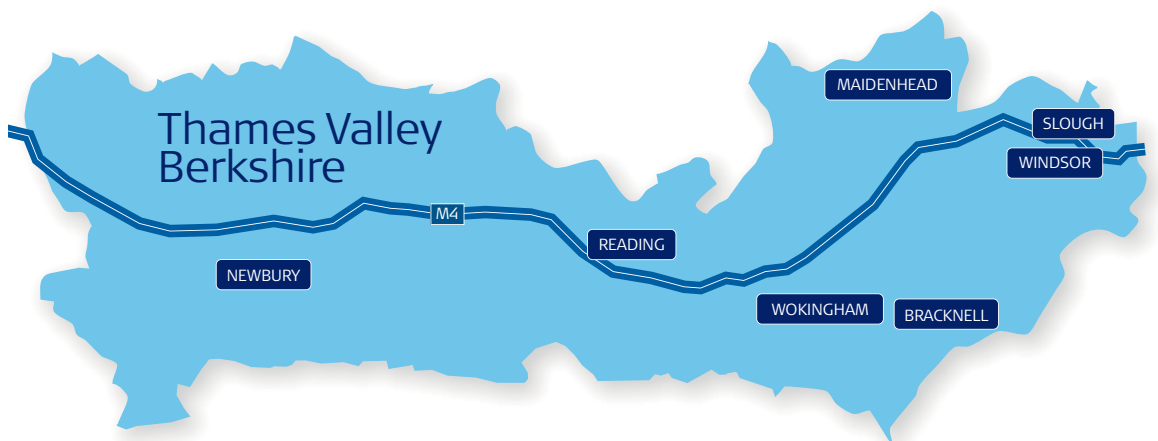 Thames Valley
Berkshire
MAIDENHEAD
SLOUGH
WINDSOR
M4
READING
NEWBURY
WOKINGHAM
BRACKNELL